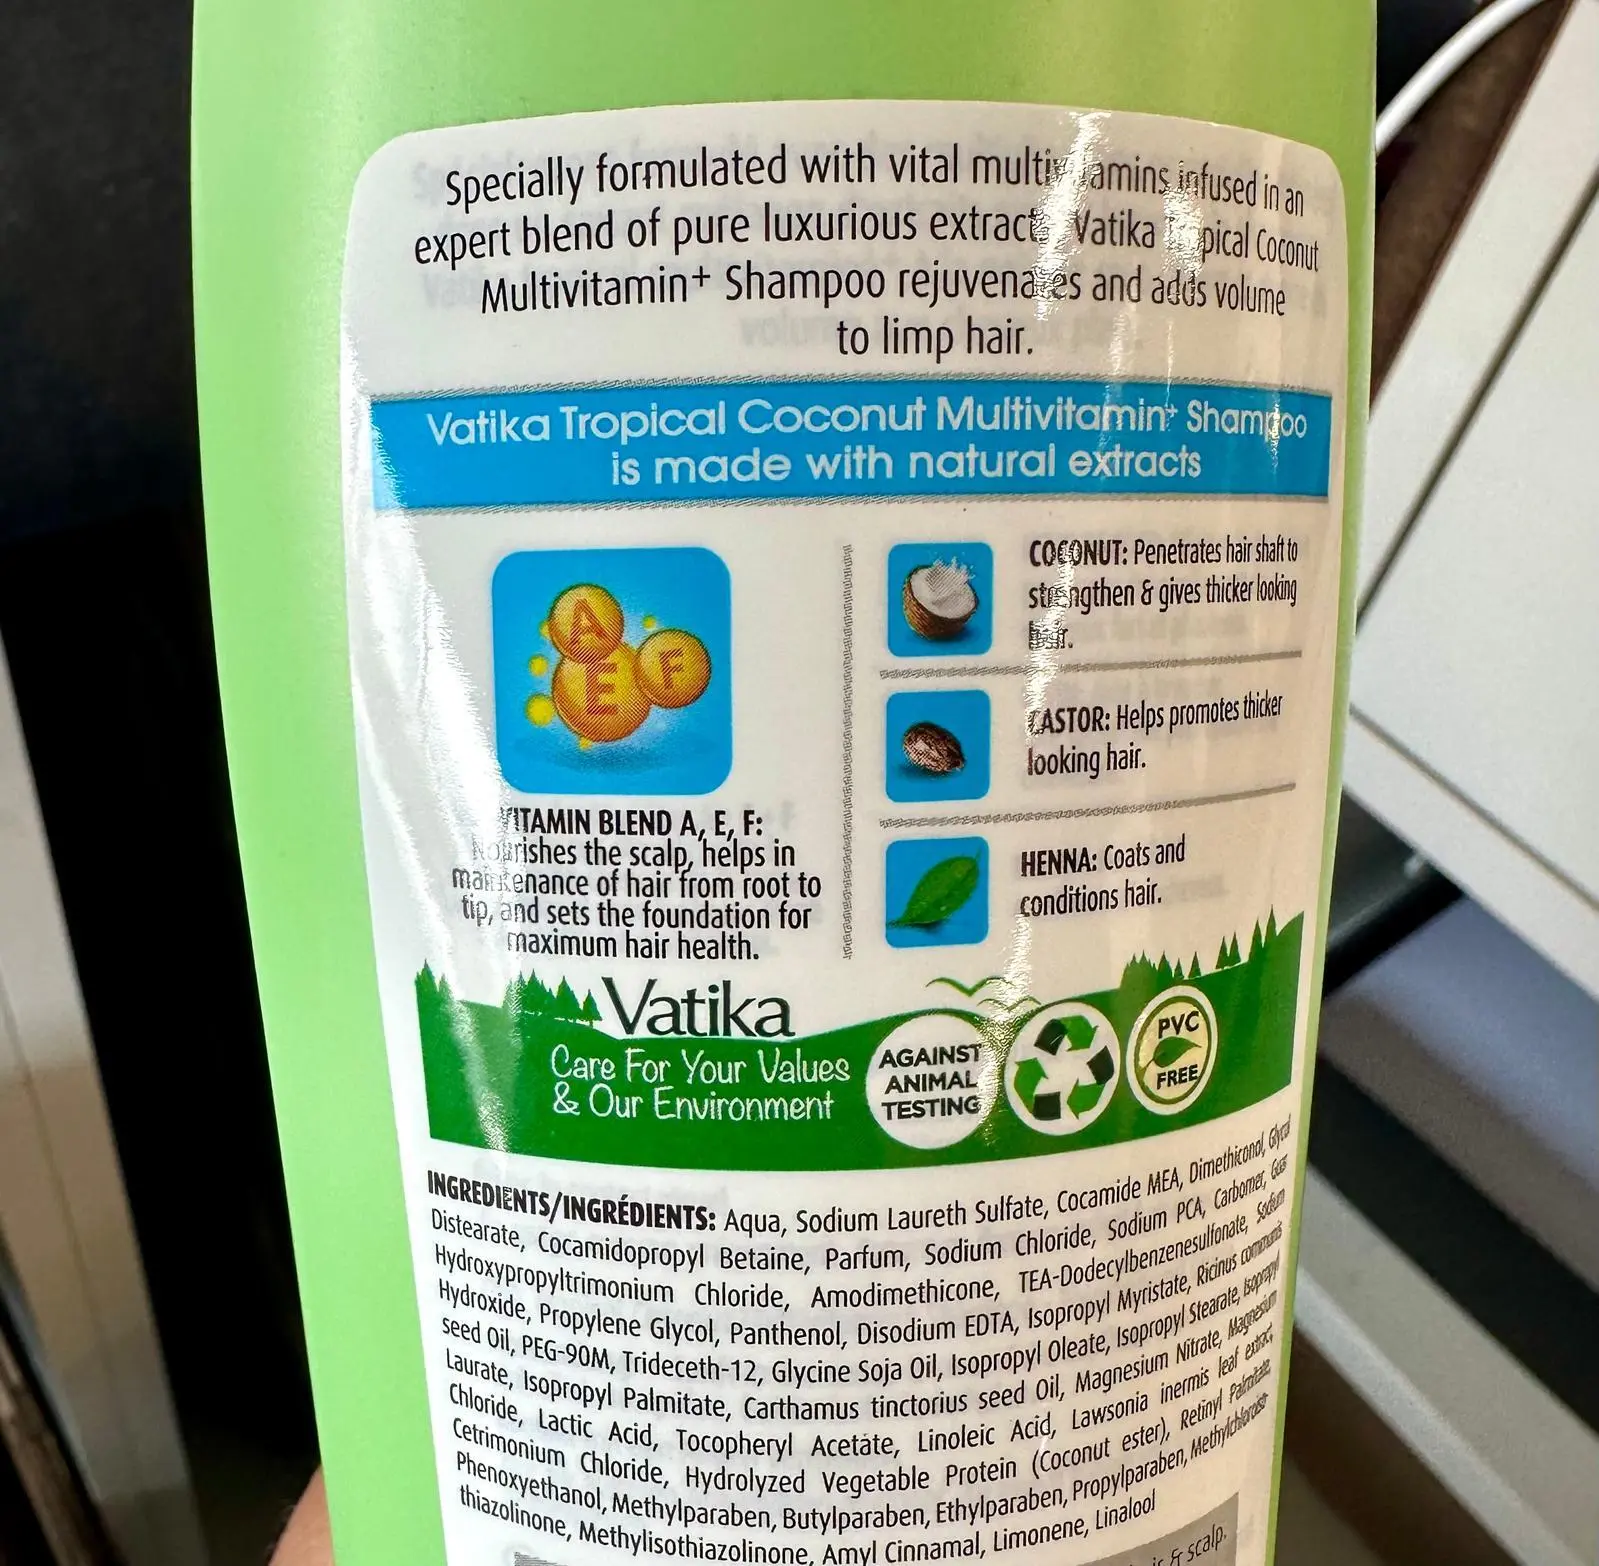 Specially formulated with vital multivitamins infused in an
expert blend of pure luxurious extracts Vatika Tropical Coconut
Multivitamin+ Shampoo rejuvenates and adds volume
to limp hair.
Vatika Tropical Coconut Multivitamin+ Shampoo
is made with natural extracts
A
E
F
VITAMIN BLEND A, E, F:
Nourishes the scalp, helps in
maintenance of hair from root to
tip, and sets the foundation for
maximum hair health.
COCONUT: Penetrates hair shaft to
strengthen & gives thicker looking
hair.
CASTOR: Helps promotes thicker
looking hair.
HENNA: Coats and
conditions hair.
Vatika
Care For Your Values
& Our Environment
AGAINST
ANIMAL
TESTING
PVC
FREE
INGREDIENTS/INGRÉDIENTS: Aqua, Sodium Laureth Sulfate, Cocamide MEA, Dimethiconol, Glycol
Distearate, Cocamidopropyl Betaine, Parfum, Sodium Chloride, Sodium PCA, Carbomer, Guar
Hydroxypropyltrimonium Chloride, Amodimethicone, TEA-Dodecylbenzenesulfonate, Sodium
Hydroxide, Propylene Glycol, Panthenol, Disodium EDTA, Isopropyl Myristate, Ricinus communis
seed Oil, PEG-90M, Trideceth-12, Glycine Soja Oil, Isopropyl Oleate, Isopropyl Stearate, Isopropyl
Laurate, Isopropyl Palmitate, Carthamus tinctorius seed Oil, Magnesium Nitrate, Magnesium
Chloride, Lactic Acid, Tocopheryl Acetate, Linoleic Acid, Lawsonia inermis leaf extract,
Cetrimonium Chloride, Hydrolyzed Vegetable Protein (Coconut ester), Retinyl Palmitate,
Phenoxyethanol, Methylparaben, Butylparaben, Ethylparaben, Propylparaben, Methylchloroiso-
thiazolinone, Methylisothiazolinone, Amyl Cinnamal, Limonene, Linalool
& scalp.